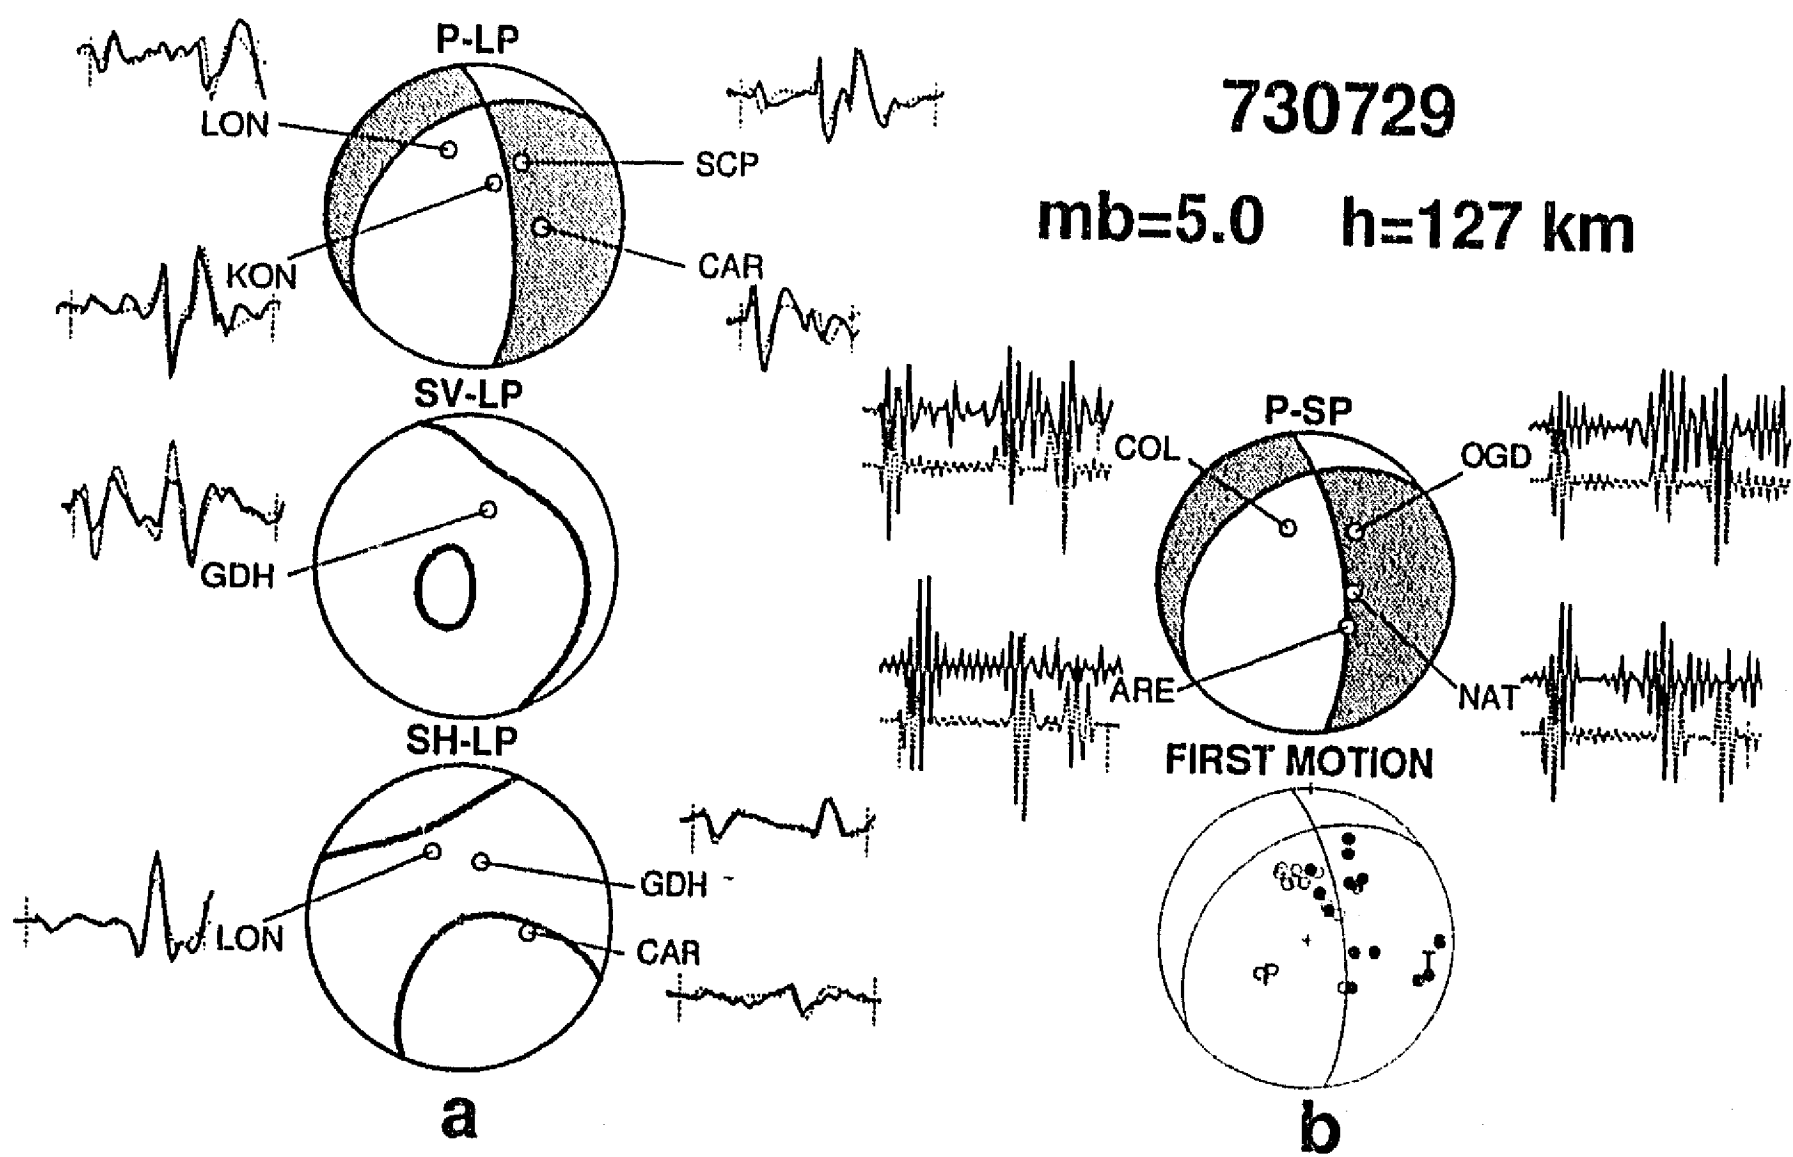 P-LP
LON
SCP
KON
CAR
SV-LP
GDH
SH-LP
LON
GDH
CAR
a
730729
mb=5.0 h=127 km
P-SP
COL
OGD
ARE
NAT
FIRST MOTION
P
T
b